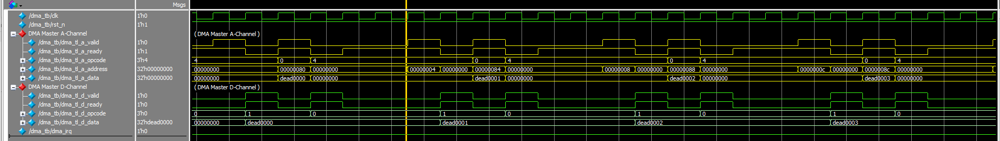 Msgs
/dma_tb/clk 1'h0
/dma_tb/rst_n 1'h1
DMA Master A-Channel (DMA Master A-Channel )
/dma_tb/dma_tl_a_valid 1'h0
/dma_tb/dma_tl_a_ready 1'h1
/dma_tb/dma_tl_a_opcode 3'h4 4 0 4 0 4 0 4 0 4
/dma_tb/dma_tl_a_address 32'h00000000 00000000 00000080 00000000 00000004 00000000 00000084 00000000 00000008 00000000 00000088 00000000 0000000c 00000000 0000008c 00000000
/dma_tb/dma_tl_a_data 32'h00000000 00000000 dead0000 00000000 dead0001 00000000 dead0002 00000000 dead0003 00000000
DMA Master D-Channel (DMA Master D-Channel )
/dma_tb/dma_tl_d_valid 1'h0
/dma_tb/dma_tl_d_ready 1'h0
/dma_tb/dma_tl_d_opcode 3'h0 0 1 0 1 0 1 0 1 0
/dma_tb/dma_tl_d_data 32'hdead0000 00000000 dead0000 dead0001 dead0002 dead0003
/dma_tb/dma_irq 1'h0